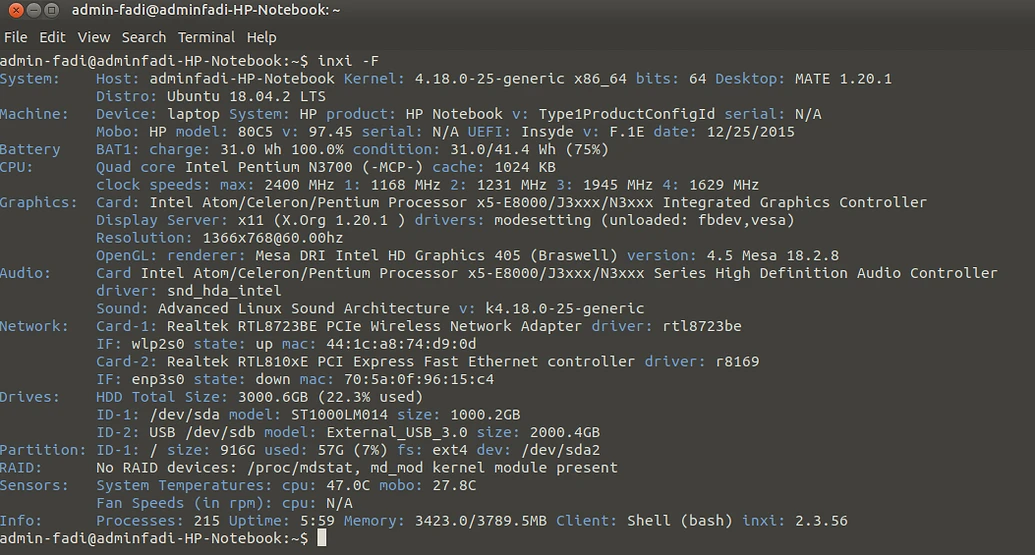 admin-fadi@adminfadi-HP-Notebook: ~
File Edit View Search Terminal Help
admin-fadi@adminfadi-HP-Notebook:~$ inxi -F
System: Host: adminfadi-HP-Notebook Kernel: 4.18.0-25-generic x86_64 bits: 64 Desktop: MATE 1.20.1
Distro: Ubuntu 18.04.2 LTS
Machine: Device: laptop System: HP product: HP Notebook v: Type1ProductConfigId serial: N/A
Mobo: HP model: 80C5 v: 97.45 serial: N/A UEFI: Insyde v: F.1E date: 12/25/2015
Battery BAT1: charge: 31.0 Wh 100.0% condition: 31.0/41.4 Wh (75%)
CPU: Quad core Intel Pentium N3700 (-MCP-) cache: 1024 KB
clock speeds: max: 2400 MHz 1: 1168 MHz 2: 1231 MHz 3: 1945 MHz 4: 1629 MHz
Graphics: Card: Intel Atom/Celeron/Pentium Processor x5-E8000/J3xxx/N3xxx Integrated Graphics Controller
Display Server: x11 (X.Org 1.20.1 ) drivers: modesetting (unloaded: fbdev,vesa)
Resolution: 1366x768@60.00hz
OpenGL: renderer: Mesa DRI Intel HD Graphics 405 (Braswell) version: 4.5 Mesa 18.2.8
Audio: Card Intel Atom/Celeron/Pentium Processor x5-E8000/J3xxx/N3xxx Series High Definition Audio Controller
driver: snd_hda_intel
Sound: Advanced Linux Sound Architecture v: k4.18.0-25-generic
Network: Card-1: Realtek RTL8723BE PCIe Wireless Network Adapter driver: rtl8723be
IF: wlp2s0 state: up mac: 44:1c:a8:74:d9:0d
Card-2: Realtek RTL810xE PCI Express Fast Ethernet controller driver: r8169
IF: enp3s0 state: down mac: 70:5a:0f:96:15:c4
Drives: HDD Total Size: 3000.6GB (22.3% used)
ID-1: /dev/sda model: ST1000LM014 size: 1000.2GB
ID-2: USB /dev/sdb model: External_USB_3.0 size: 2000.4GB
Partition: ID-1: / size: 916G used: 57G (7%) fs: ext4 dev: /dev/sda2
RAID: No RAID devices: /proc/mdstat, md_mod kernel module present
Sensors: System Temperatures: cpu: 47.0C mobo: 27.8C
Fan Speeds (in rpm): cpu: N/A
Info: Processes: 215 Uptime: 5:59 Memory: 3423.0/3789.5MB Client: Shell (bash) inxi: 2.3.56
admin-fadi@adminfadi-HP-Notebook:~$